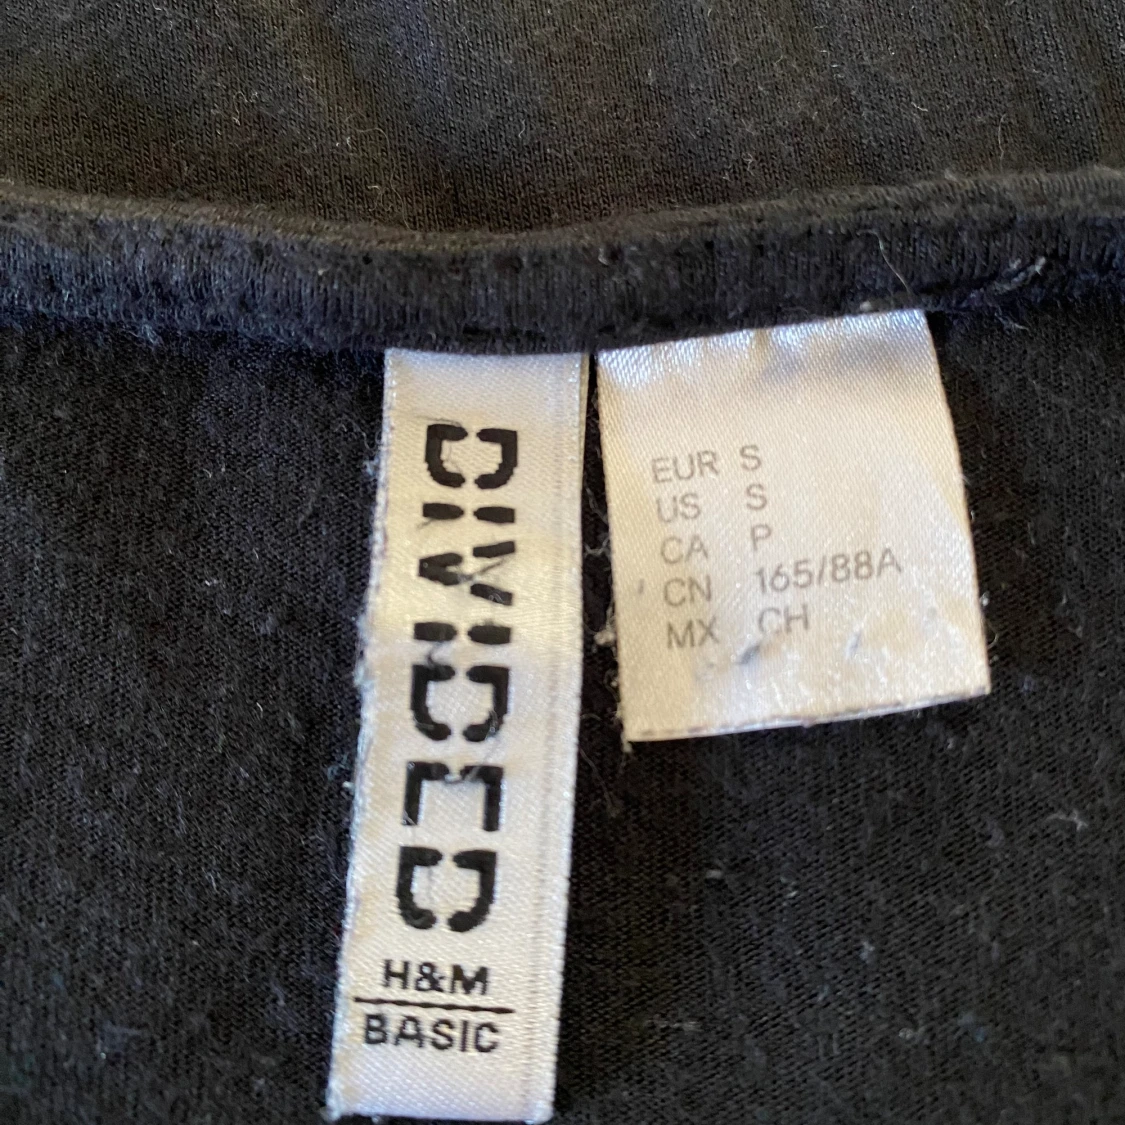 DIVIDED
H&M
BASIC
EUR S
US S
CA P
CN 165/88A
MX CH